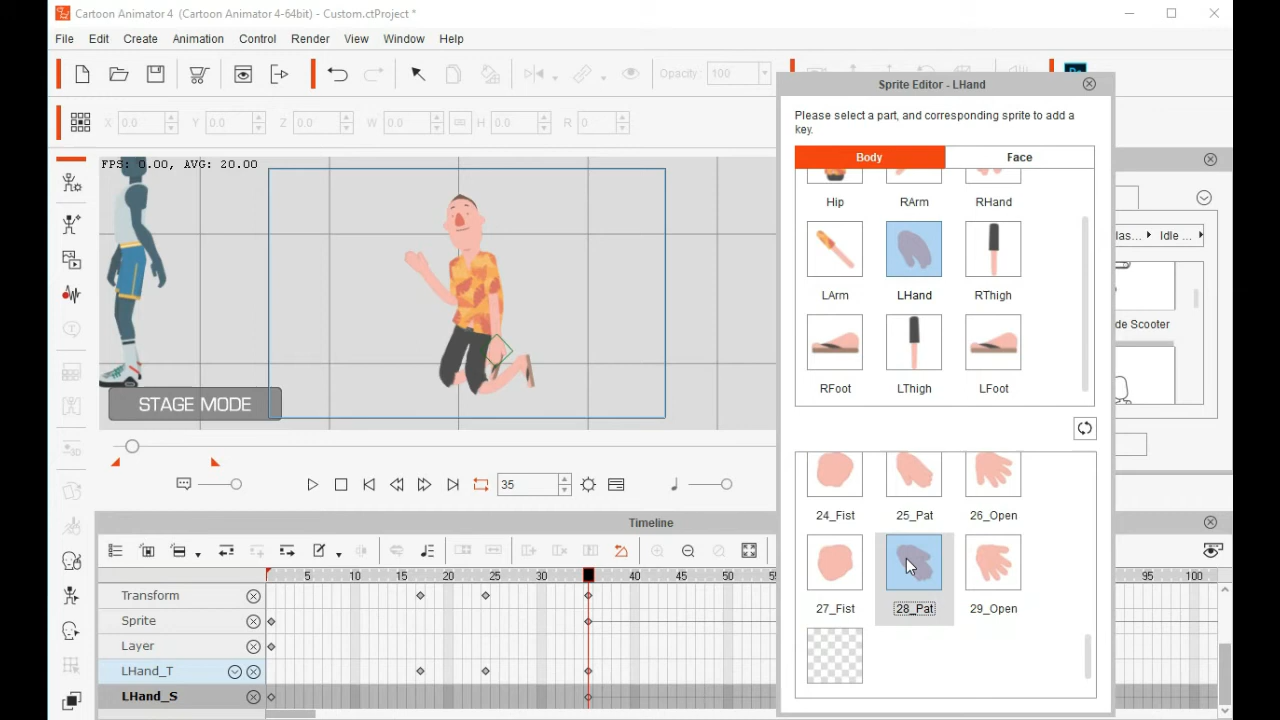 Cartoon Animator 4 (Cartoon Animator 4-64bit) - Custom.ctProject *
File Edit Create Animation Control Render View Window Help
Opacity: 100
X 0.0 Y 0.0 Z 0.0 W 0.0 H 0.0 R 0
FPS: 0.00, AVG: 20.00
STAGE MODE
35
Timeline
5 10 15 20 25 30 35 40 45 50 95 100
Transform
Sprite
Layer
LHand_T
LHand_S
Sprite Editor - LHand
Please select a part, and corresponding sprite to add a
key.
Body Face
Hip RArm RHand
LArm LHand RThigh
RFoot LThigh LFoot
24_Fist 25_Pat 26_Open
27_Fist 28_Pat 29_Open
las... Idle ...
de Scooter